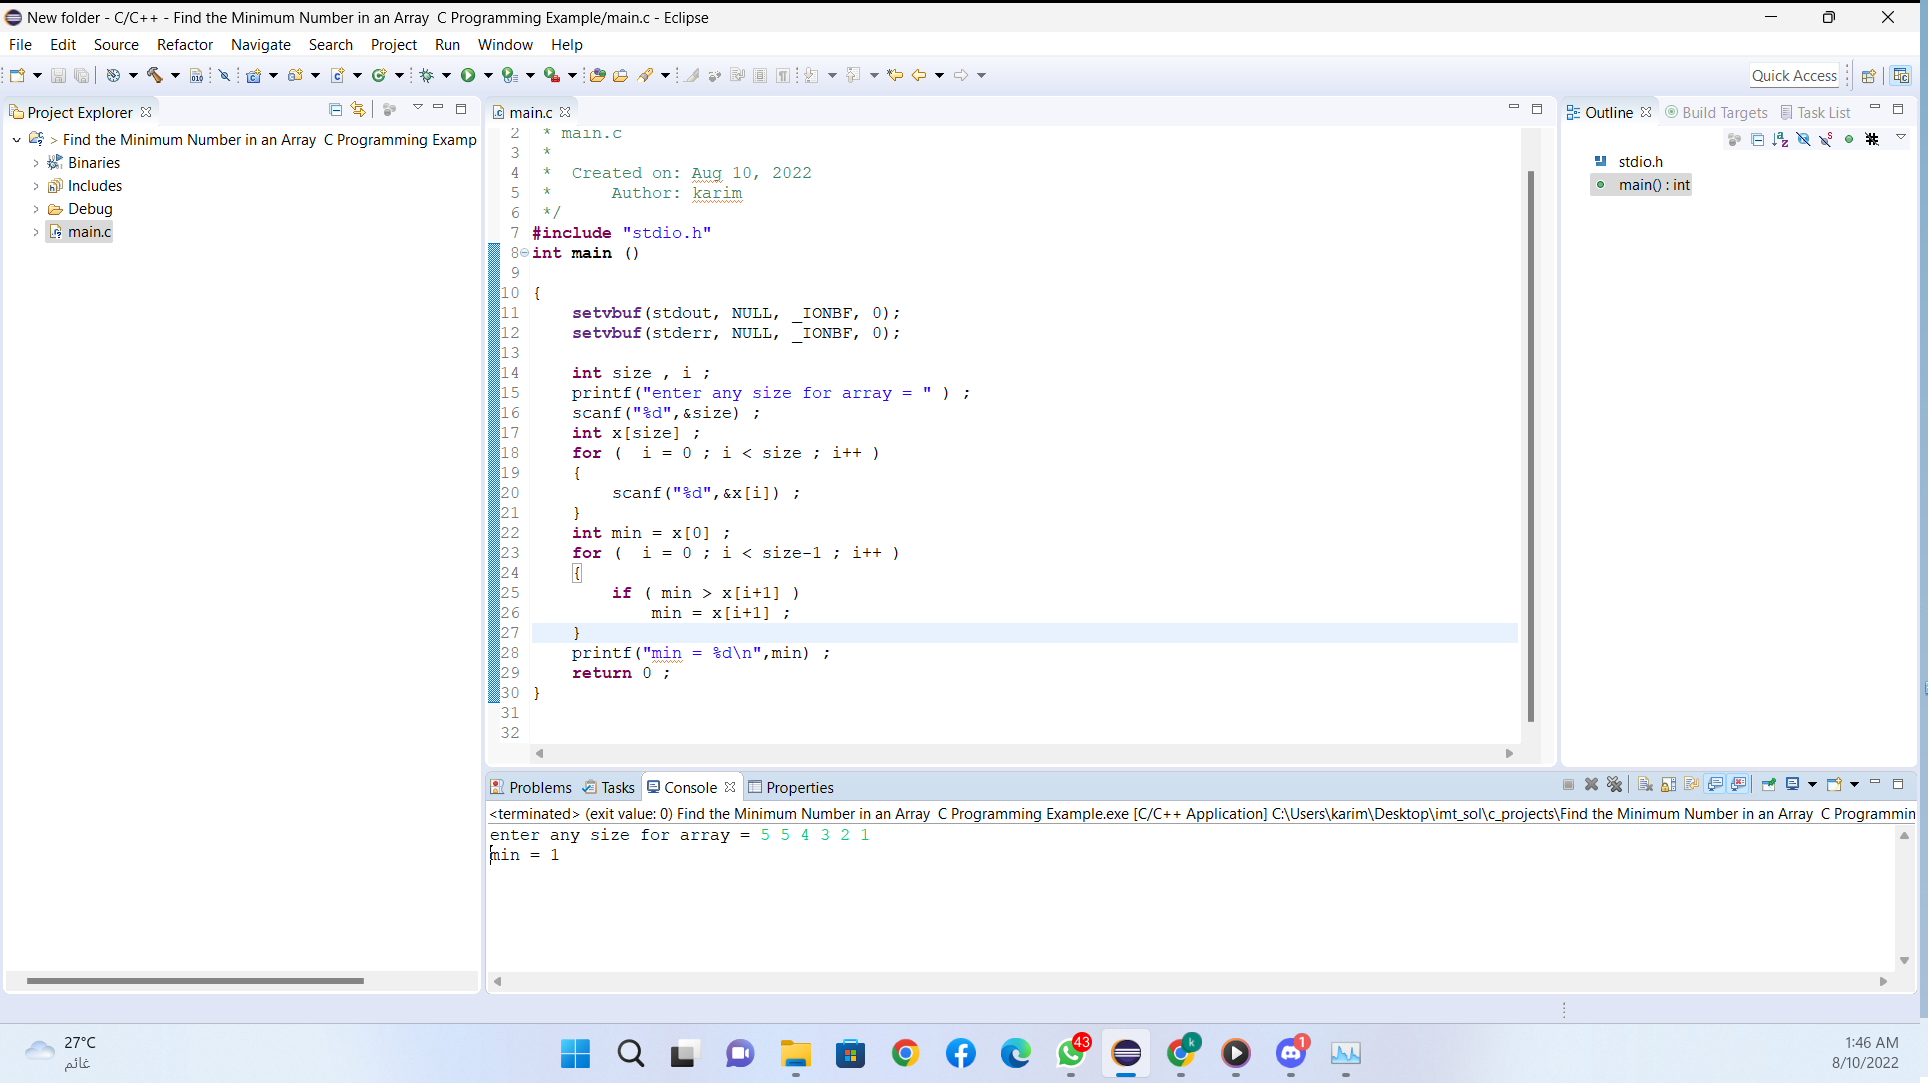 New folder - C/C++ - Find the Minimum Number in an Array  C Programming Example/main.c - Eclipse
File Edit Source Refactor Navigate Search Project Run Window Help
Quick Access
Project Explorer
> Find the Minimum Number in an Array  C Programming Examp
Binaries
Includes
Debug
main.c
main.c
2  * main.c
3  *
4  *  Created on: Aug 10, 2022
5  *      Author: karim
6  */
7 #include "stdio.h"
8 int main ()
9
10 {
11     setvbuf(stdout, NULL, _IONBF, 0);
12     setvbuf(stderr, NULL, _IONBF, 0);
13
14     int size , i ;
15     printf("enter any size for array = " ) ;
16     scanf("%d",&size) ;
17     int x[size] ;
18     for (  i = 0 ; i < size ; i++ )
19     {
20         scanf("%d",&x[i]) ;
21     }
22     int min = x[0] ;
23     for (  i = 0 ; i < size-1 ; i++ )
24     {
25         if ( min > x[i+1] )
26             min = x[i+1] ;
27     }
28     printf("min = %d\n",min) ;
29     return 0 ;
30 }
31
32
Outline Build Targets Task List
stdio.h
main() : int
Problems Tasks Console Properties
<terminated> (exit value: 0) Find the Minimum Number in an Array  C Programming Example.exe [C/C++ Application] C:\Users\karim\Desktop\imt_sol\c_projects\Find the Minimum Number in an Array  C Programmin
enter any size for array = 5 5 4 3 2 1
min = 1
27°C
غائم
43
k
1
1:46 AM
8/10/2022